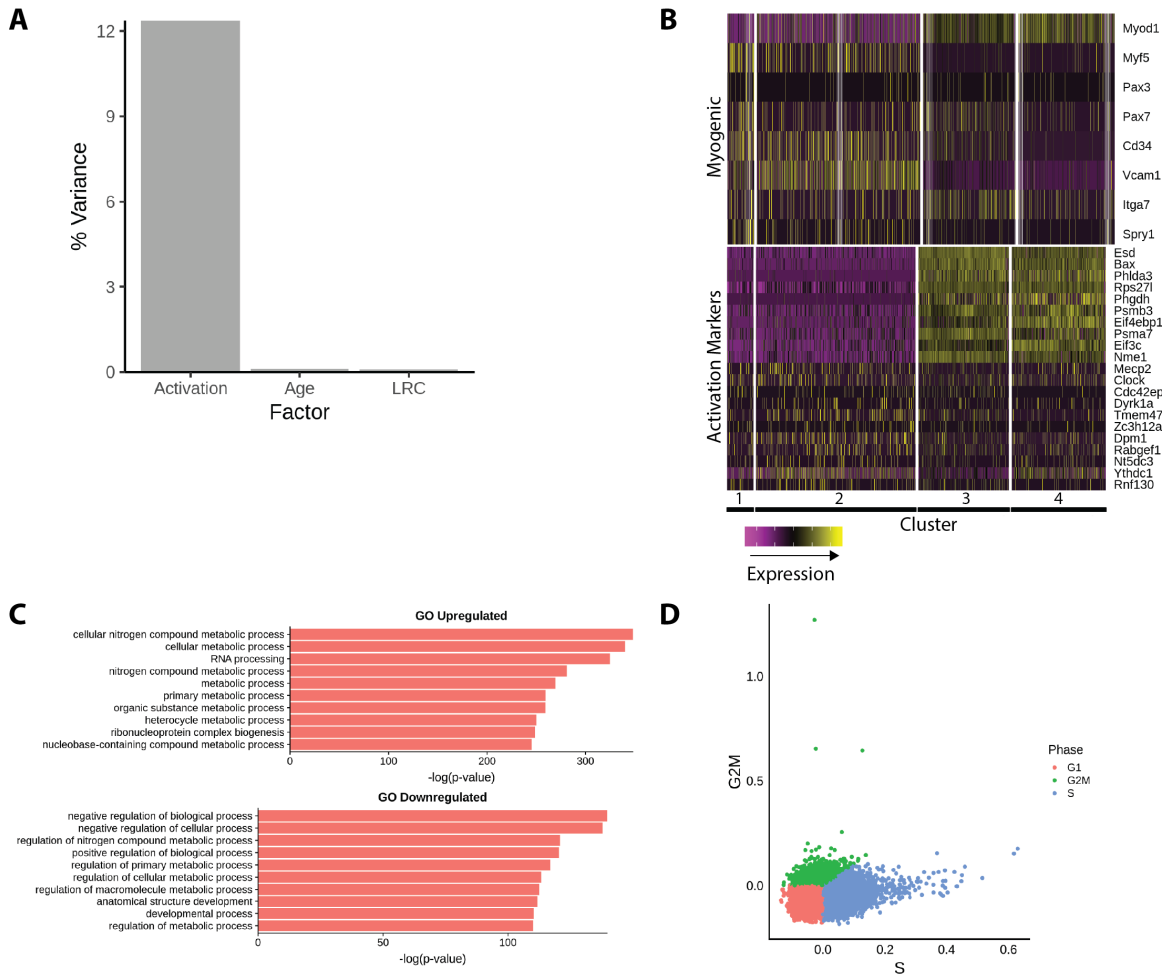 A
12
9
6
3
0
% Variance
Activation
Age
LRC
Factor
B
Myogenic
Myod1
Myf5
Pax3
Pax7
Cd34
Vcam1
Itga7
Spry1
Activation Markers
Esd
Bax
Phlda3
Rps27l
Phgdh
Psmb3
Eif4ebp1
Psma7
Eif3c
Nme1
Mecp2
Clock
Cdc42ep
Dyrk1a
Tmem47
Zc3h12a
Dpm1
Rabgef1
Nt5dc3
Ythdc1
Rnf130
1 2 3 4
Cluster
Expression
C
GO Upregulated
cellular nitrogen compound metabolic process
cellular metabolic process
RNA processing
nitrogen compound metabolic process
metabolic process
primary metabolic process
organic substance metabolic process
heterocycle metabolic process
ribonucleoprotein complex biogenesis
nucleobase-containing compound metabolic process
0 100 200 300
-log(p-value)
GO Downregulated
negative regulation of biological process
negative regulation of cellular process
regulation of nitrogen compound metabolic process
positive regulation of biological process
regulation of primary metabolic process
regulation of cellular metabolic process
regulation of macromolecule metabolic process
anatomical structure development
developmental process
regulation of metabolic process
0 50 100
-log(p-value)
D
1.0
0.5
0.0
G2M
0.0 0.2 0.4 0.6
S
Phase
G1
G2M
S